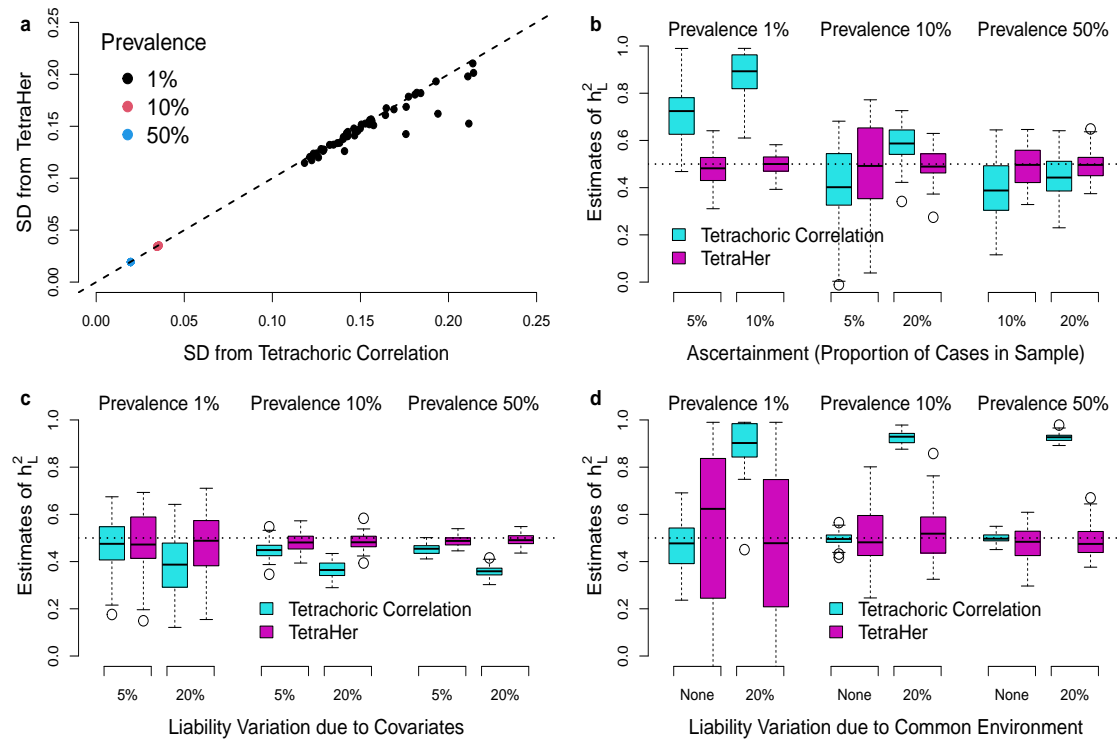 a
Prevalence
1%
10%
50%
SD from TetraHer
0.00 0.05 0.10 0.15 0.20 0.25
0.00 0.05 0.10 0.15 0.20 0.25
SD from Tetrachoric Correlation
b
Prevalence 1% Prevalence 10% Prevalence 50%
Estimates of h²L
0.0 0.2 0.4 0.6 0.8 1.0
Tetrachoric Correlation
TetraHer
5% 10% 5% 20% 10% 20%
Ascertainment (Proportion of Cases in Sample)
c
Prevalence 1% Prevalence 10% Prevalence 50%
Estimates of h²L
0.0 0.2 0.4 0.6 0.8 1.0
Tetrachoric Correlation
TetraHer
5% 20% 5% 20% 5% 20%
Liability Variation due to Covariates
d
Prevalence 1% Prevalence 10% Prevalence 50%
Estimates of h²L
0.0 0.2 0.4 0.6 0.8 1.0
Tetrachoric Correlation
TetraHer
None 20% None 20% None 20%
Liability Variation due to Common Environment